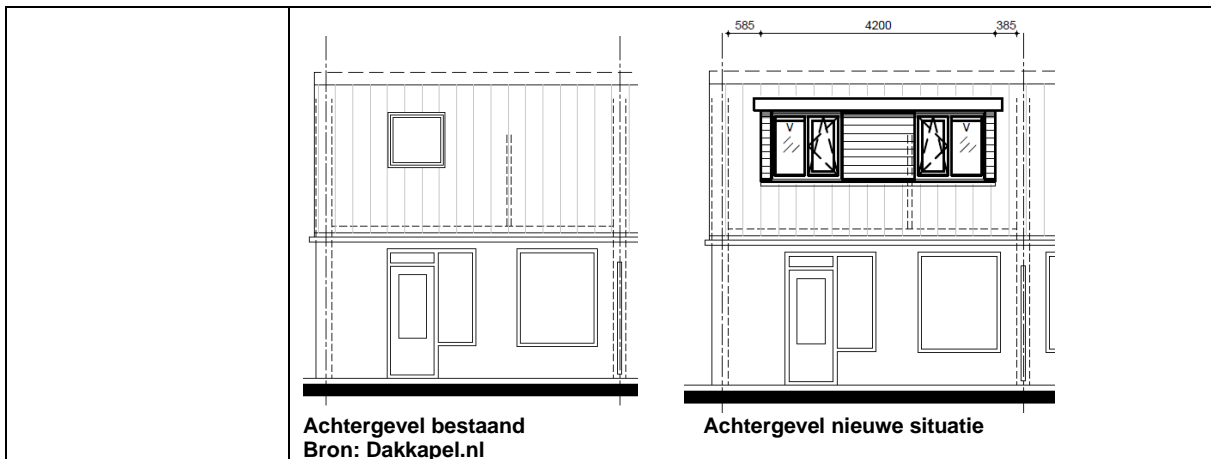 585 4200 385
V V
Achtergevel bestaand
Bron: Dakkapel.nl
Achtergevel nieuwe situatie